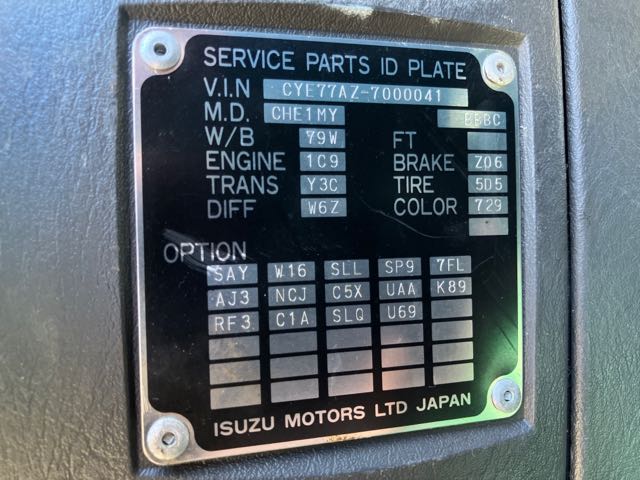 SERVICE PARTS ID PLATE
V.I.N CYE77AZ-7000041
M.D. CHE1MY BBBC
W/B 79W FT
ENGINE 1C9 BRAKE Z06
TRANS Y3C TIRE 5D5
DIFF W6Z COLOR 729
OPTION
SAY W16 SLL SP9 7FL
AJ3 NCJ C5X UAA K89
RF3 C1A SLQ U69
ISUZU MOTORS LTD JAPAN